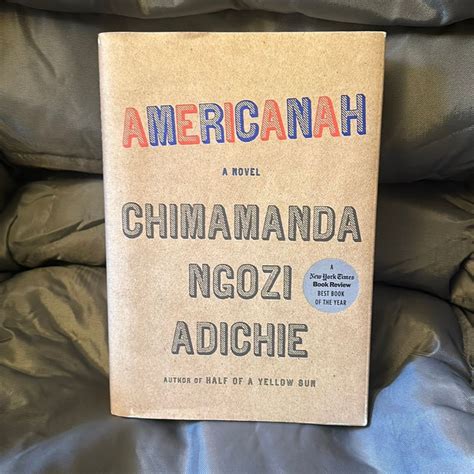 AMERICANAH
A NOVEL
CHIMAMANDA
NGOZI
ADICHIE
A
New York Times
Book Review
BEST BOOK
OF THE YEAR
AUTHOR OF HALF OF A YELLOW SUN